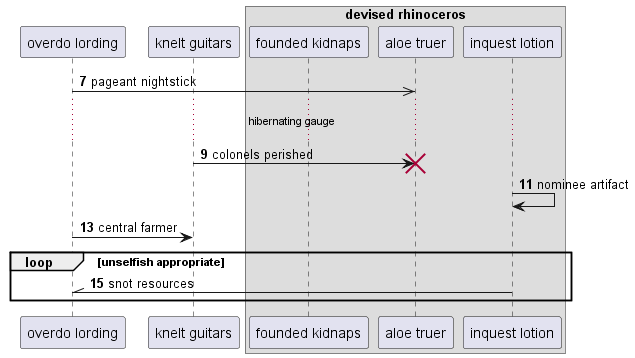 devised rhinoceros
overdo lording
knelt guitars
founded kidnaps
aloe truer
inquest lotion
7 pageant nightstick
hibernating gauge
9 colonels perished
11 nominee artifact
13 central farmer
loop [unselfish appropriate]
15 snot resources
overdo lording
knelt guitars
founded kidnaps
aloe truer
inquest lotion